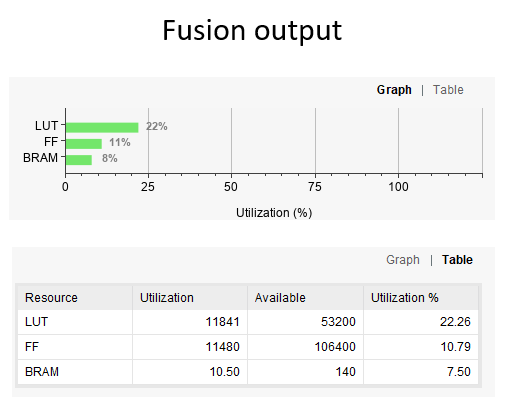 Fusion output
Graph | Table
LUT 22%
FF 11%
BRAM 8%
0 25 50 75 100
Utilization (%)
Graph | Table
Resource Utilization Available Utilization %
LUT 11841 53200 22.26
FF 11480 106400 10.79
BRAM 10.50 140 7.50